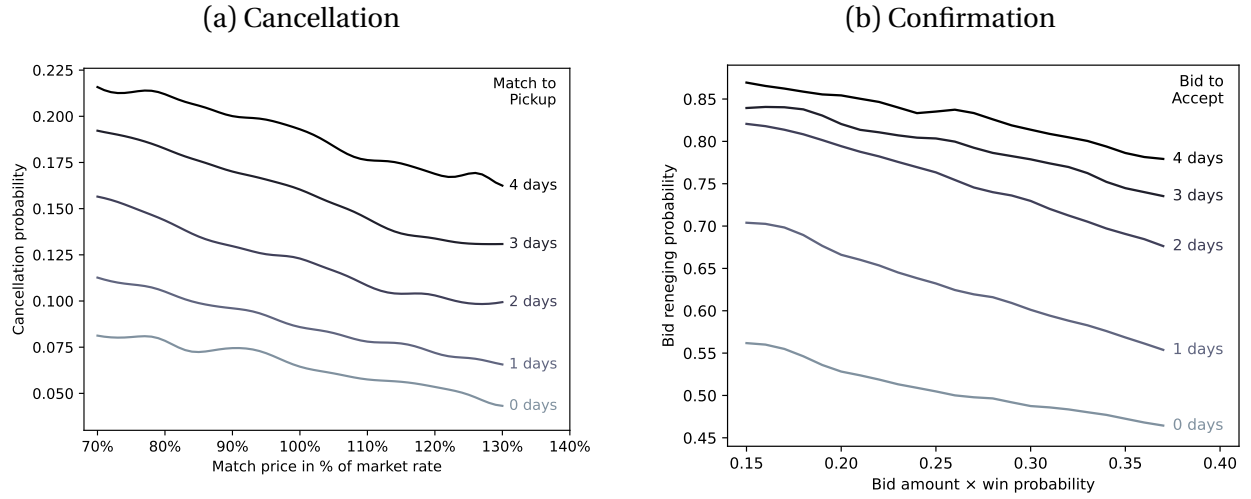 (a) Cancellation
Cancellation probability
0.225
0.200
0.175
0.150
0.125
0.100
0.075
0.050
Match to
Pickup
4 days
3 days
2 days
1 days
0 days
70% 80% 90% 100% 110% 120% 130% 140%
Match price in % of market rate
(b) Confirmation
Bid reneging probability
0.85
0.80
0.75
0.70
0.65
0.60
0.55
0.50
0.45
Bid to
Accept
4 days
3 days
2 days
1 days
0 days
0.15 0.20 0.25 0.30 0.35 0.40
Bid amount × win probability